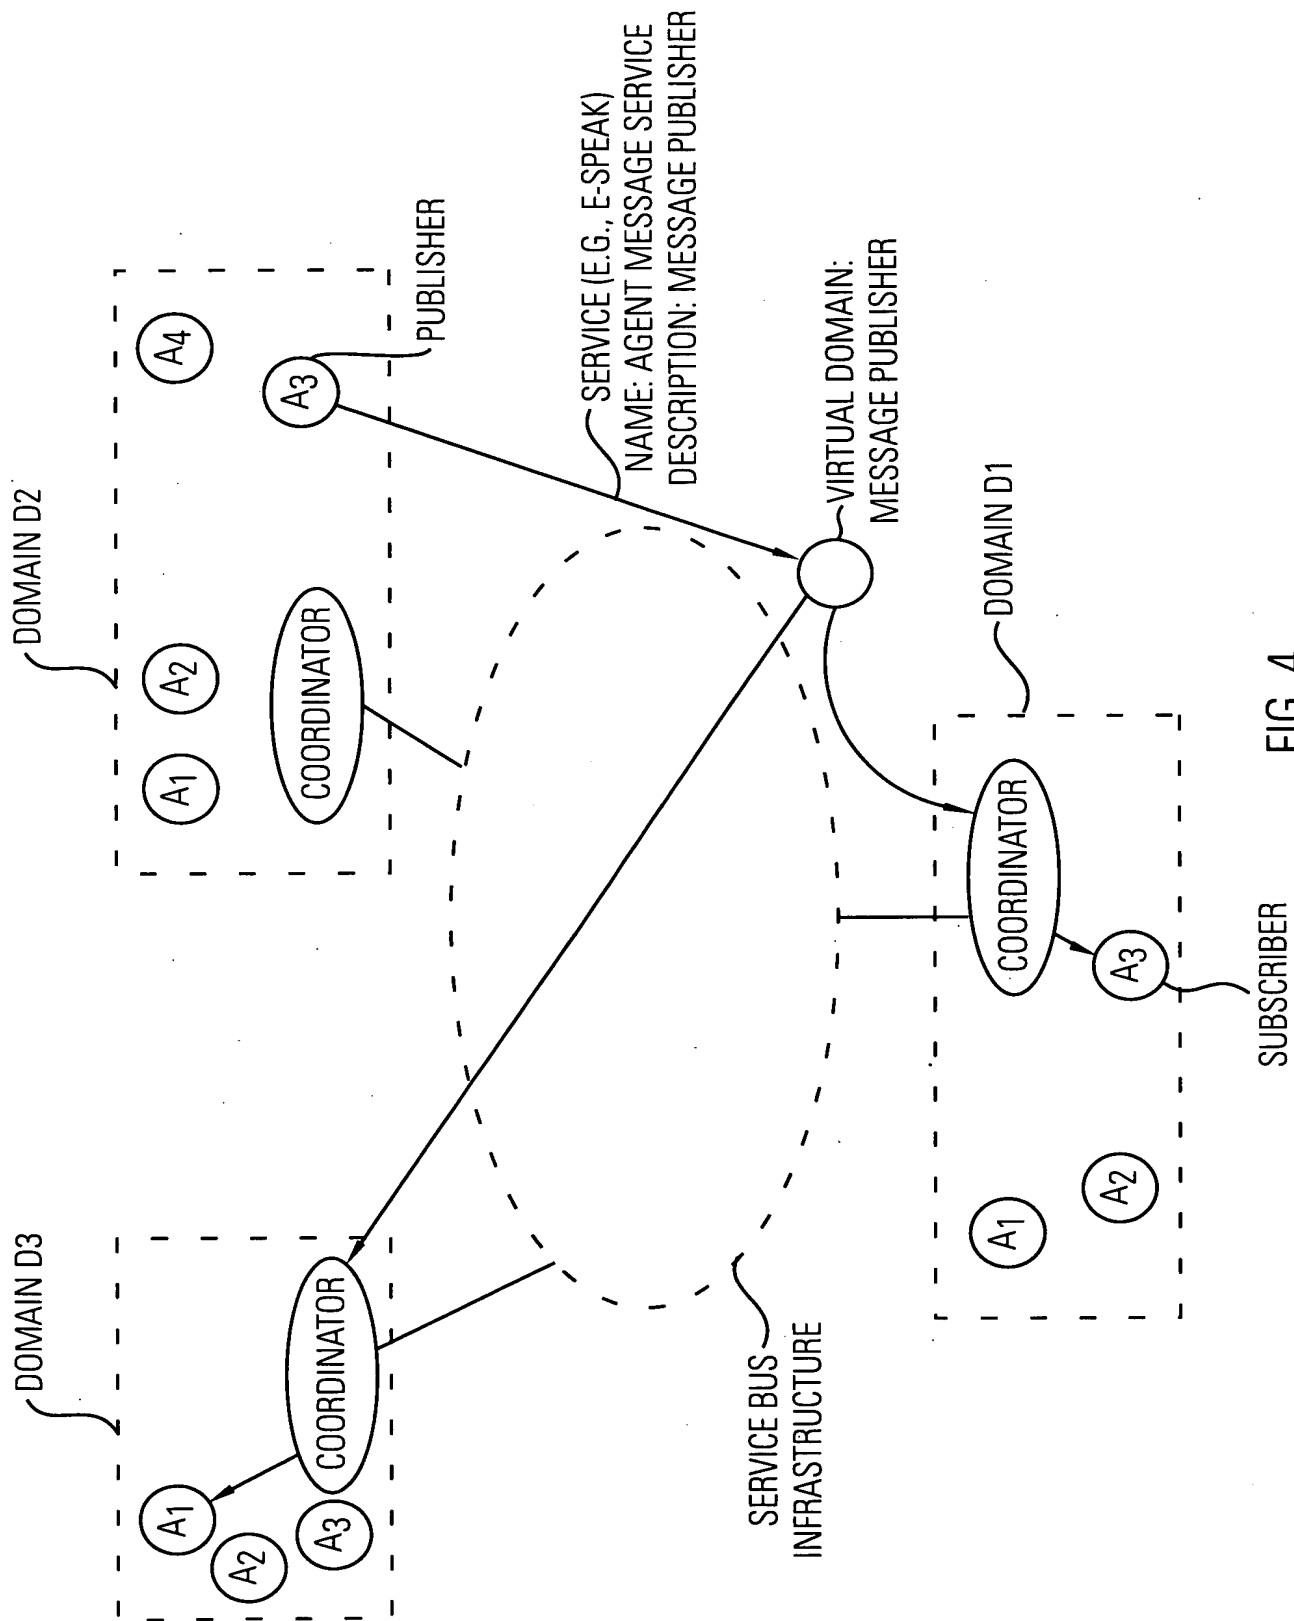 DOMAIN D3
A1
A2
A3
COORDINATOR
DOMAIN D2
A1
A2
A4
COORDINATOR
A3
PUBLISHER
SERVICE (E.G., E-SPEAK)
NAME: AGENT MESSAGE SERVICE
DESCRIPTION: MESSAGE PUBLISHER
SERVICE BUS
INFRASTRUCTURE
VIRTUAL DOMAIN:
MESSAGE PUBLISHER
DOMAIN D1
A1
A2
COORDINATOR
A3
SUBSCRIBER
FIG. 4